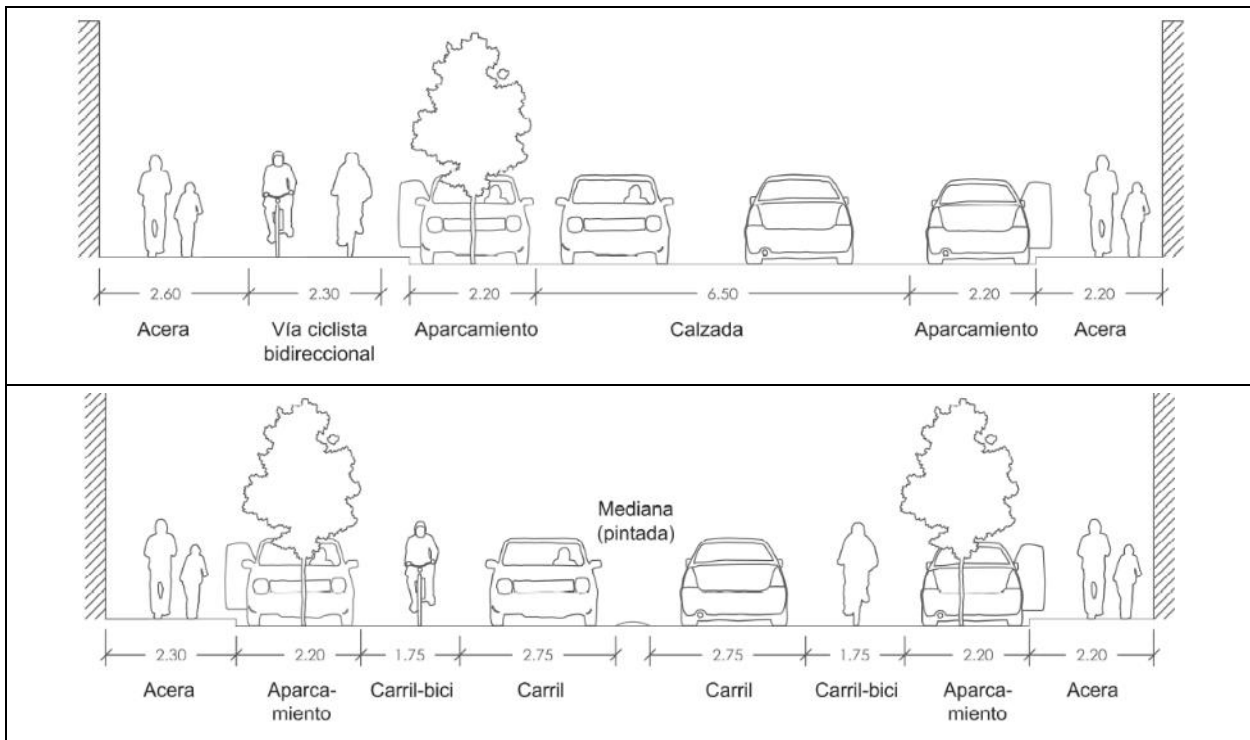 2.60 2.30 2.20 6.50 2.20 2.20
Acera Vía ciclista Aparcamiento Calzada Aparcamiento Acera
bidireccional
Mediana
(pintada)
2.30 2.20 1.75 2.75 2.75 1.75 2.20 2.20
Acera Aparca- Carril-bici Carril Carril Carril-bici Aparca- Acera
miento miento